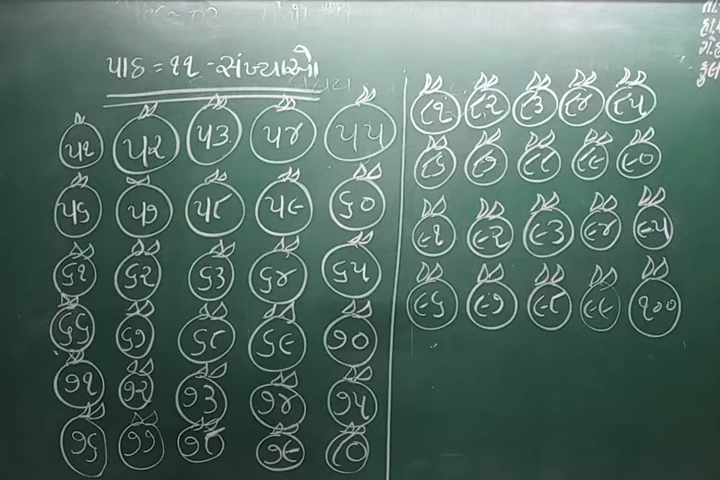 પાઠ = ૧૧ - સંખ્યાઓ
૫૧ ૫૨ ૫૩ ૫૪ ૫૫
૫૬ ૫૭ ૫૮ ૫૯ ૬૦
૬૧ ૬૨ ૬૩ ૬૪ ૬૫
૬૬ ૬૭ ૬૮ ૬૯ ૭૦
૭૧ ૭૨ ૭૩ ૭૪ ૭૫
૭૬ ૭૭ ૭૮ ૭૯ ૮૦
૮૧ ૮૨ ૮૩ ૮૪ ૮૫
૮૬ ૮૭ ૮૮ ૮૯ ૯૦
૯૧ ૯૨ ૯૩ ૯૪ ૯૫
૯૬ ૯૭ ૯૮ ૯૯ ૧૦૦